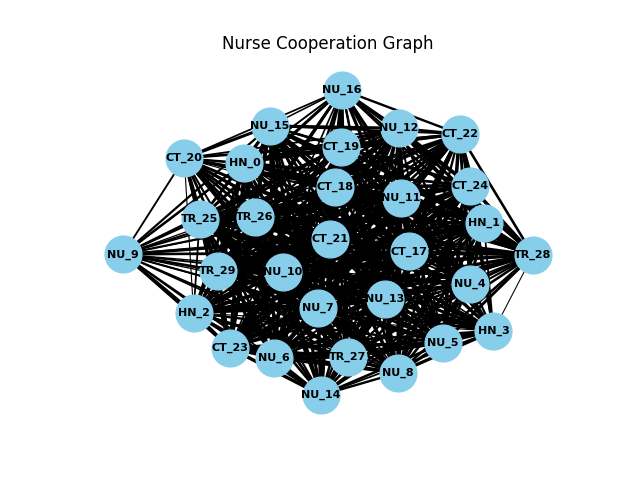 Nurse Cooperation Graph
NU_16
NU_15
NU_12
CT_22
CT_19
CT_20
HN_0
CT_18
CT_24
NU_11
TR_25
TR_26
HN_1
CT_21
CT_17
NU_9
TR_28
TR_29
NU_10
NU_4
NU_13
NU_7
HN_2
HN_3
NU_5
CT_23
NU_6
TR_27
NU_8
NU_14